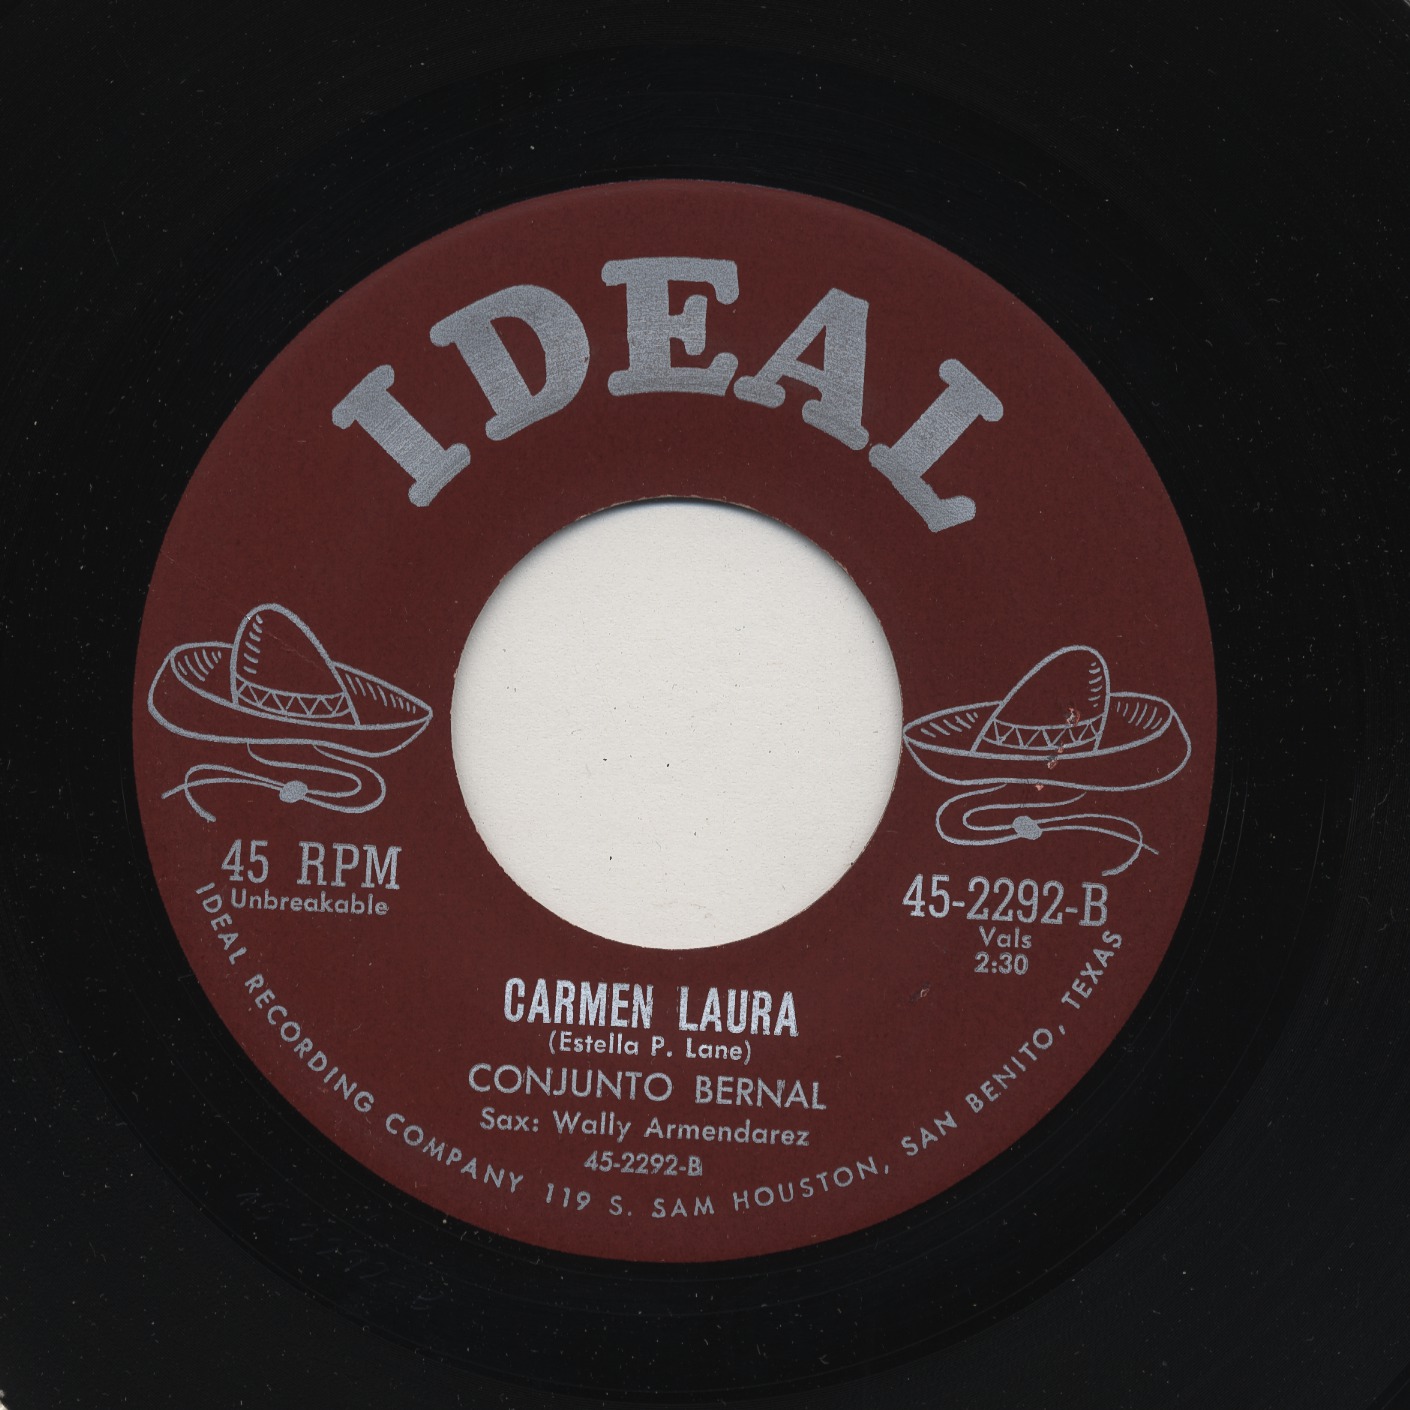 IDEAL
45 RPM
Unbreakable
45-2292-B
Vals
2:30
CARMEN LAURA
(Estella P. Lane)
CONJUNTO BERNAL
Sax: Wally Armendarez
45-2292-B
IDEAL RECORDING COMPANY 119 S. SAM HOUSTON, SAN BENITO, TEXAS